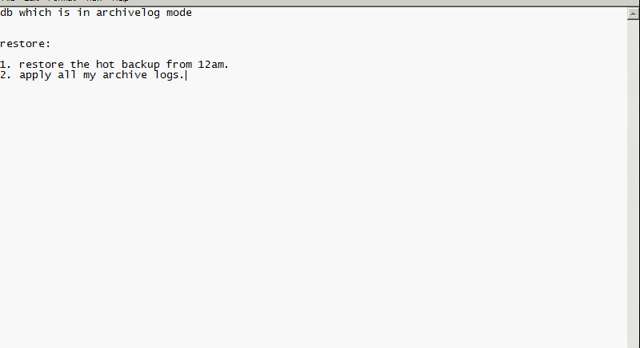 db which is in archivelog mode
restore:
1. restore the hot backup from 12am.
2. apply all my archive logs.